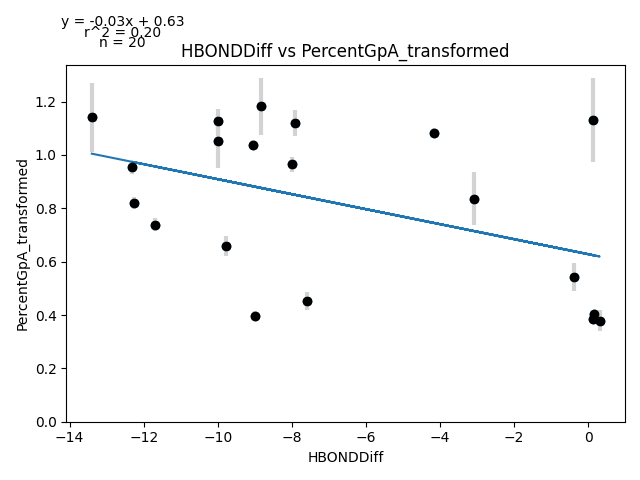 y = -0.03x + 0.63
r^2 = 0.20
n = 20
HBONDDiff vs PercentGpA_transformed
PercentGpA_transformed
1.2
1.0
0.8
0.6
0.4
0.2
0.0
−14 −12 −10 −8 −6 −4 −2 0
HBONDDiff